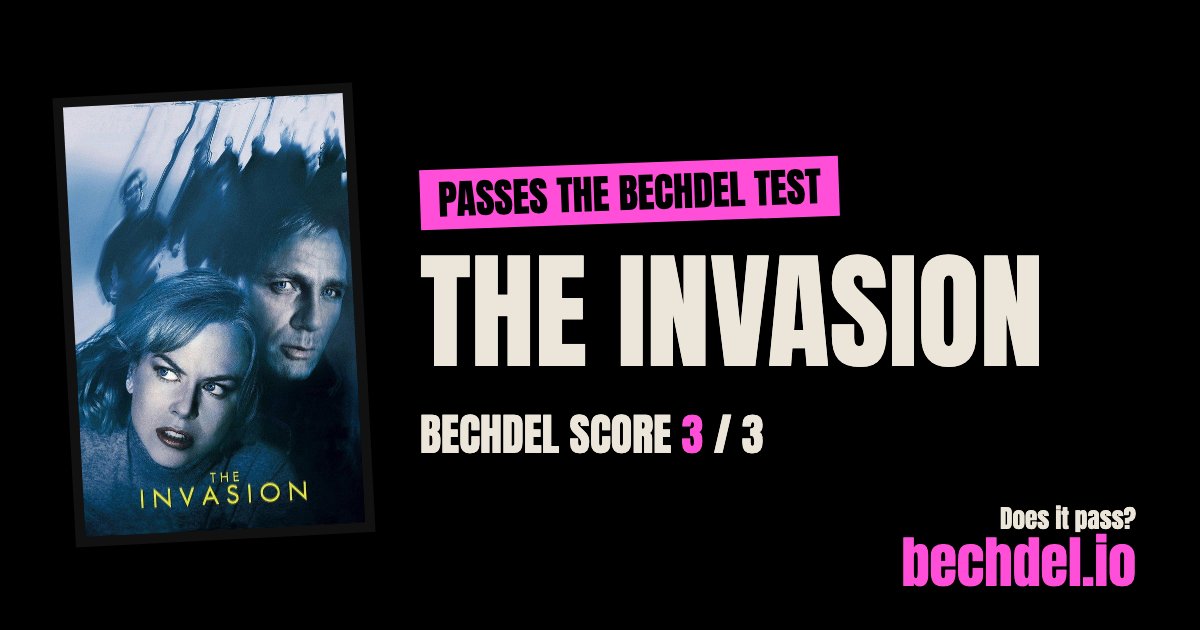 PASSES THE BECHDEL TEST
THE INVASION
BECHDEL SCORE 3 / 3
THE
INVASION
Does it pass?
bechdel.io